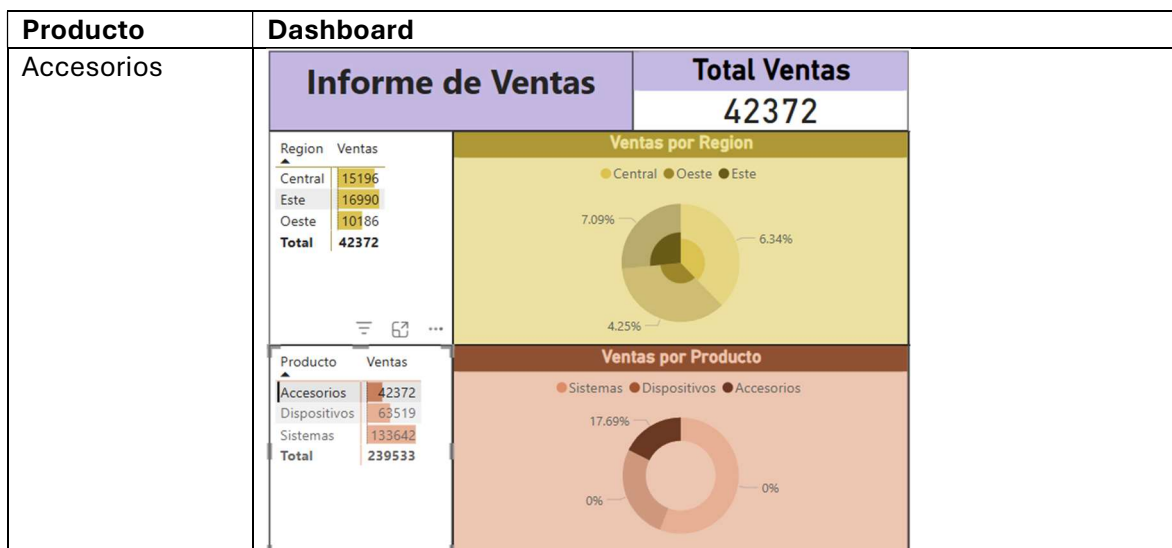 Producto Dashboard
Accesorios
Informe de Ventas
Total Ventas
42372
Region Ventas
Central 15196
Este 16990
Oeste 10186
Total 42372
Ventas por Region
Central Oeste Este
7.09%
6.34%
4.25%
Producto Ventas
Accesorios 42372
Dispositivos 63519
Sistemas 133642
Total 239533
Ventas por Producto
Sistemas Dispositivos Accesorios
17.69%
0%
0%